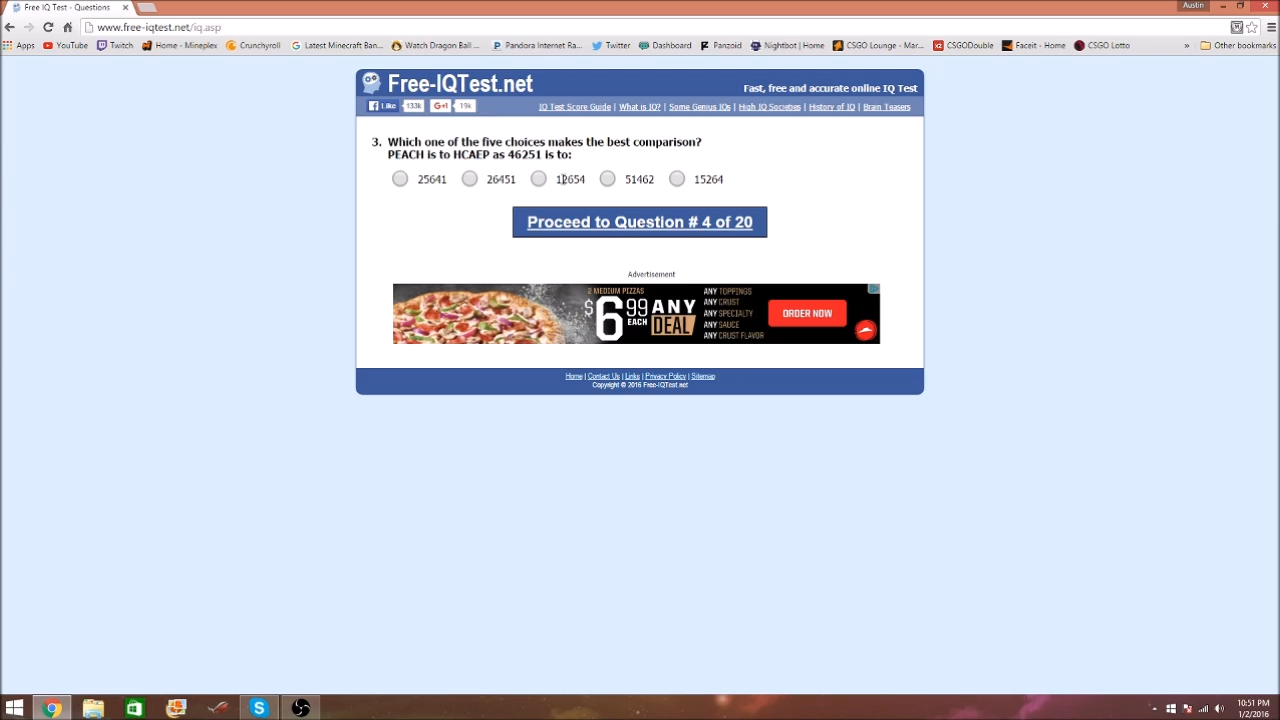 Free IQ Test - Questions
Austin
www.free-iqtest.net/iq.asp
Apps YouTube Twitch Home - Mineplex Crunchyroll Latest Minecraft Ban... Watch Dragon Ball ... Pandora Internet Ra... Twitter Dashboard Panzoid Nightbot | Home CSGO Lounge - Mar... CSGODouble Faceit - Home CSGO Lotto » Other bookmarks
Free-IQTest.net
Fast, free and accurate online IQ Test
Like 133k G+1 19k IQ Test Score Guide | What is IQ? | Some Genius IQs | High IQ Societies | History of IQ | Brain Teasers
3. Which one of the five choices makes the best comparison?
PEACH is to HCAEP as 46251 is to:
25641 26451 12654 51462 15264
Proceed to Question # 4 of 20
Advertisement
2 MEDIUM PIZZAS
$6.99 EACH ANY DEAL
ANY TOPPINGS
ANY CRUST
ANY SPECIALTY
ANY SAUCE
ANY CRUST FLAVOR
ORDER NOW
Home | Contact Us | Links | Privacy Policy | Sitemap
Copyright © 2016 Free-IQTest.net
10:51 PM
1/2/2016